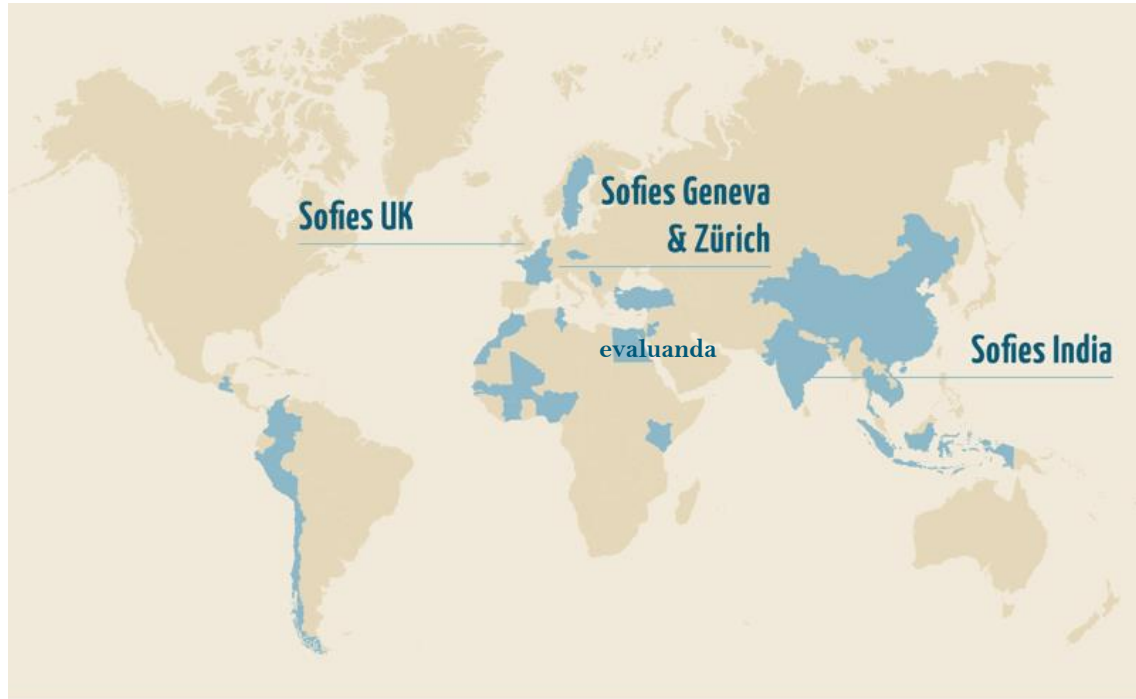 Sofies UK
Sofies Geneva
& Zürich
evaluanda
Sofies India